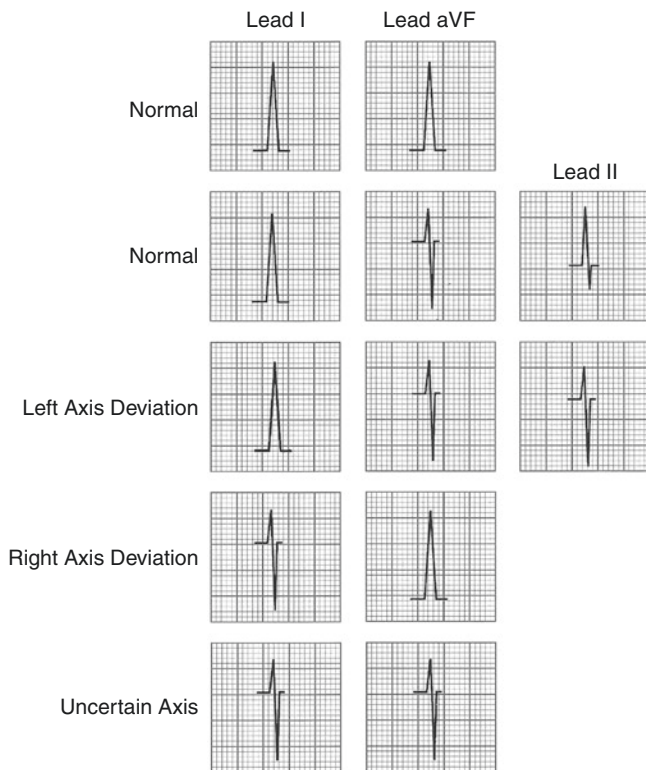 Lead I Lead aVF
Normal
Lead II
Normal
Left Axis Deviation
Right Axis Deviation
Uncertain Axis